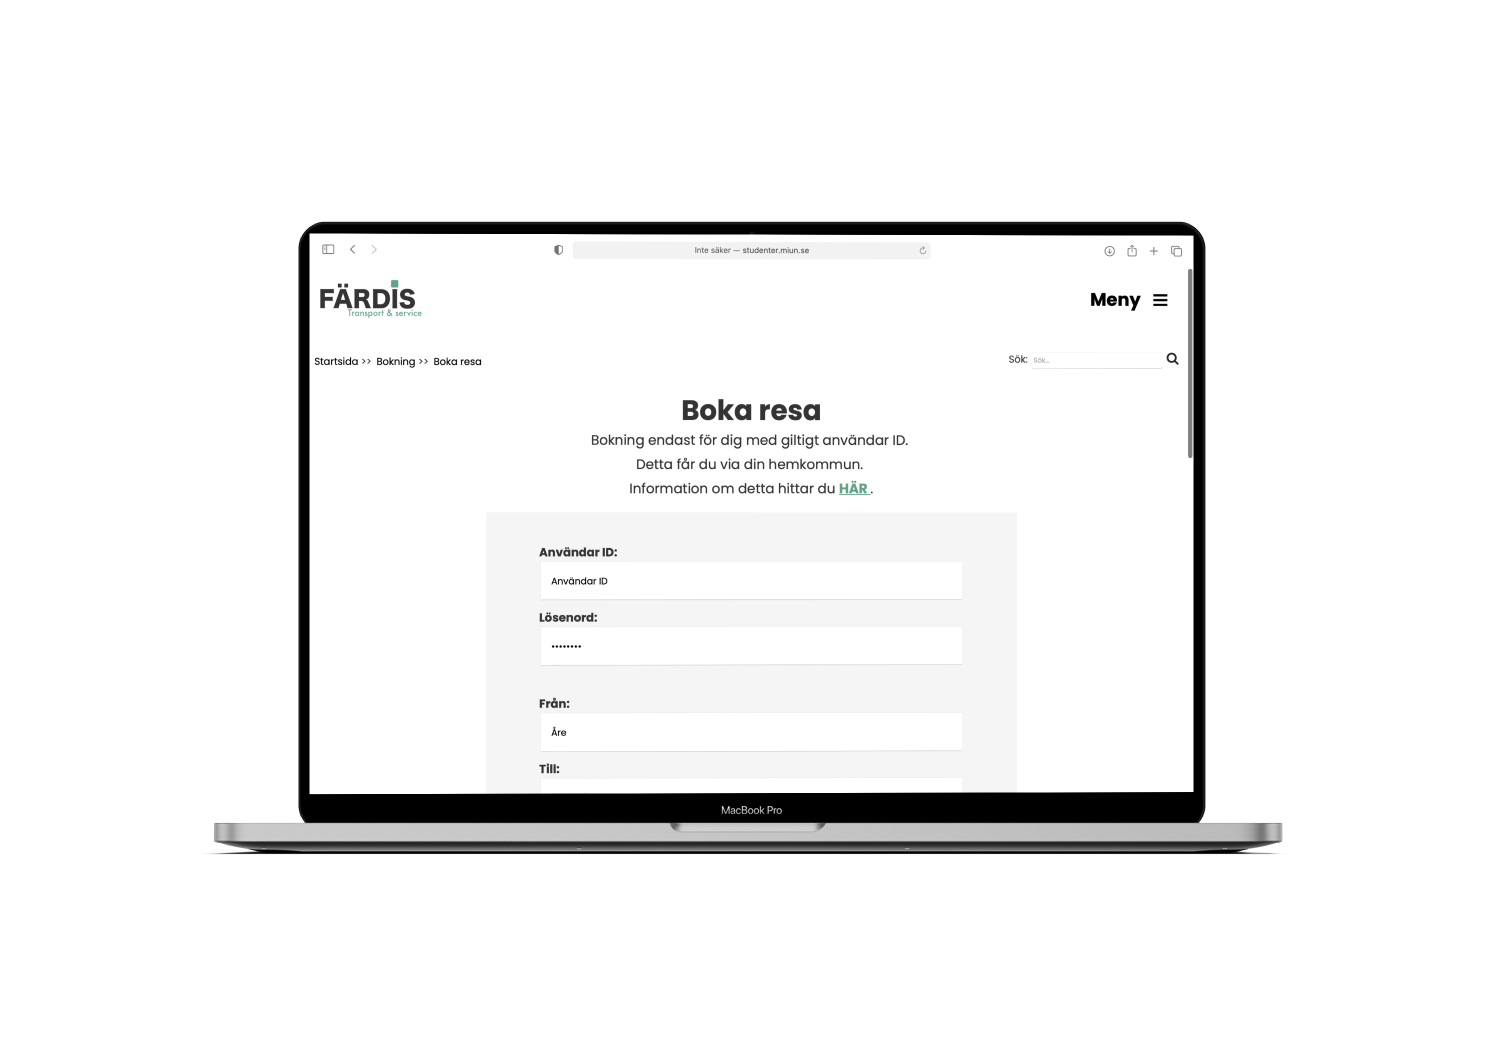 Inte säker — studenter.miun.se
FÄRDIS
Transport & service
Meny
Startsida >> Bokning >> Boka resa
Sök: Sök...
Boka resa
Bokning endast för dig med giltigt användar ID.
Detta får du via din hemkommun.
Information om detta hittar du HÄR .
Användar ID:
Användar ID
Lösenord:
••••••••
Från:
Åre
Till:
MacBook Pro